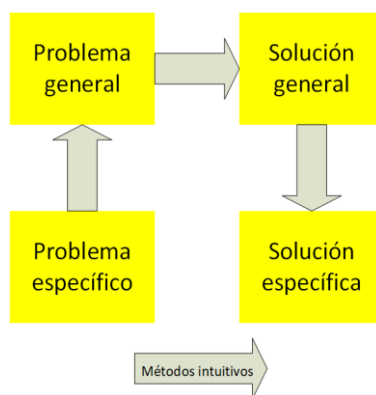 Problema
general
Solución
general
Problema
específico
Solución
específica
Métodos intuitivos